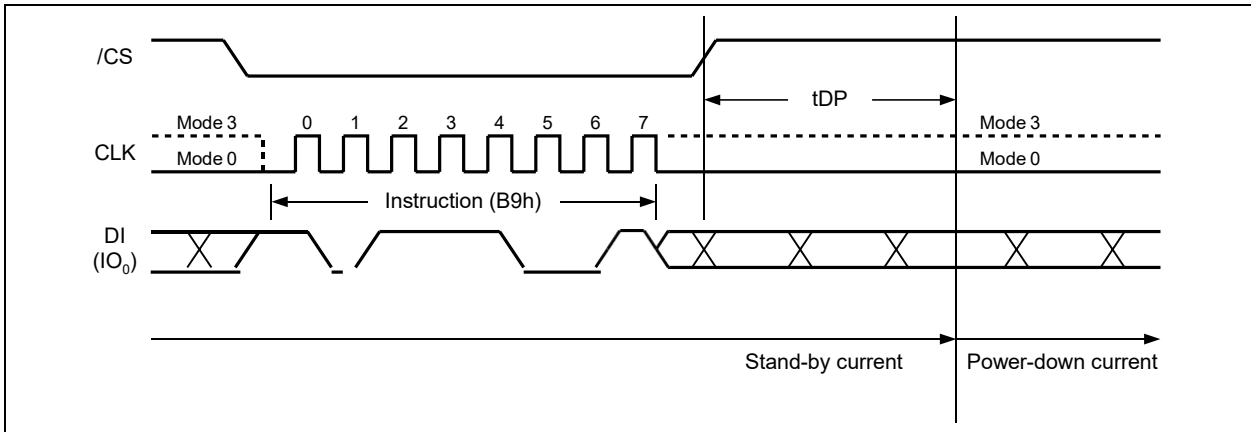 /CS
tDP
Mode 3 0 1 2 3 4 5 6 7 Mode 3
CLK
Mode 0 Mode 0
Instruction (B9h)
DI
(IO₀)
Stand-by current Power-down current